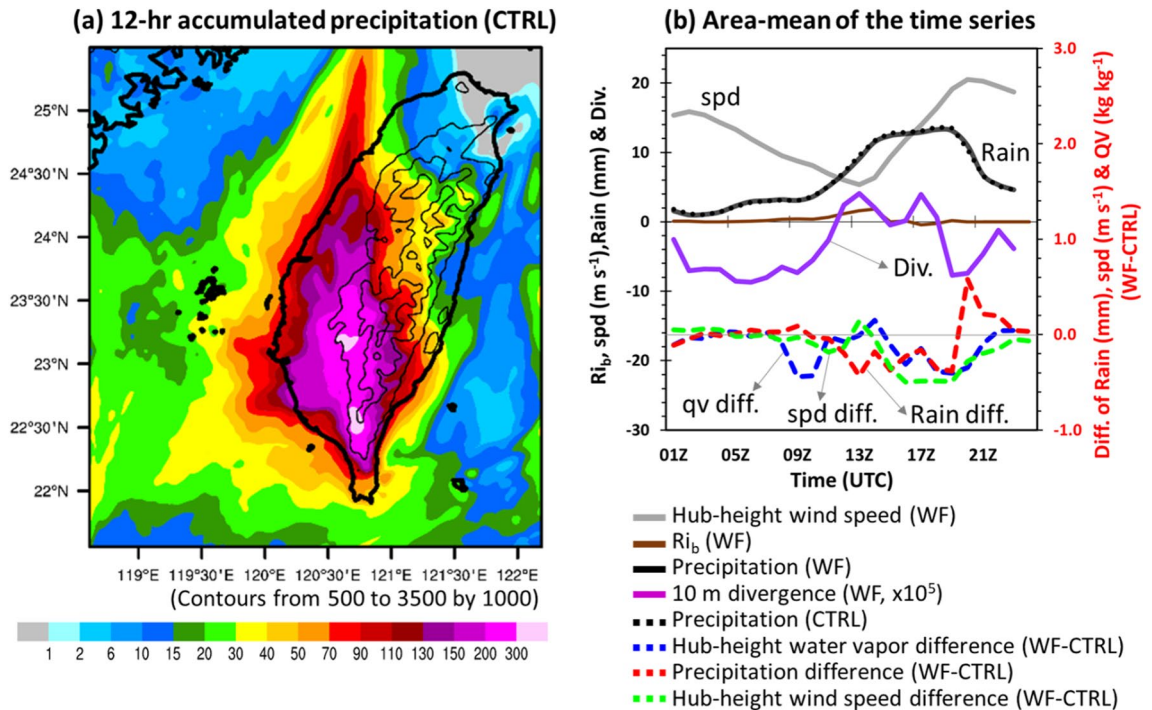 (a) 12-hr accumulated precipitation (CTRL)
25°N
24°30'N
24°N
23°30'N
23°N
22°30'N
22°N
119°E 119°30'E 120°E 120°30'E 121°E 121°30'E 122°E
(Contours from 500 to 3500 by 1000)
1 2 6 10 15 20 30 40 50 70 90 110 130 150 200 300
(b) Area-mean of the time series
Ri_b, spd (m s⁻¹),Rain (mm) & Div.
20
10
0
-10
-20
-30
spd
Rain
Div.
qv diff.
spd diff.
Rain diff.
3.0
2.0
1.0
0.0
-1.0
Diff. of Rain (mm), spd (m s⁻¹) & QV (kg kg⁻¹)
(WF-CTRL)
01Z 05Z 09Z 13Z 17Z 21Z
Time (UTC)
Hub-height wind speed (WF)
Ri_b (WF)
Precipitation (WF)
10 m divergence (WF, x10⁵)
Precipitation (CTRL)
Hub-height water vapor difference (WF-CTRL)
Precipitation difference (WF-CTRL)
Hub-height wind speed difference (WF-CTRL)